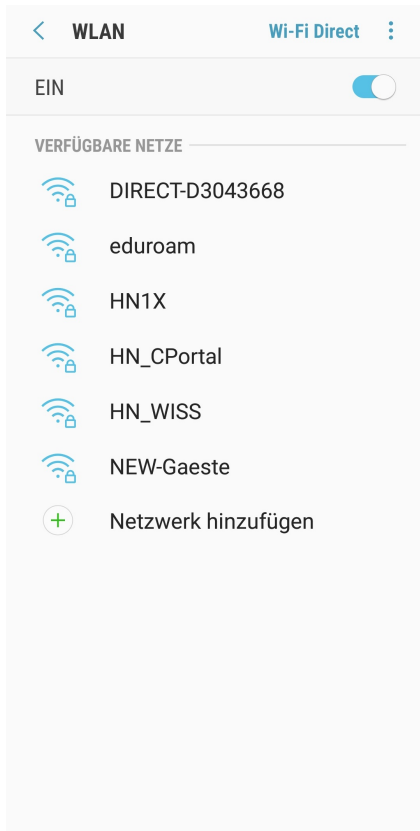 WLAN Wi-Fi Direct
EIN
VERFÜGBARE NETZE
DIRECT-D3043668
eduroam
HN1X
HN_CPortal
HN_WISS
NEW-Gaeste
Netzwerk hinzufügen